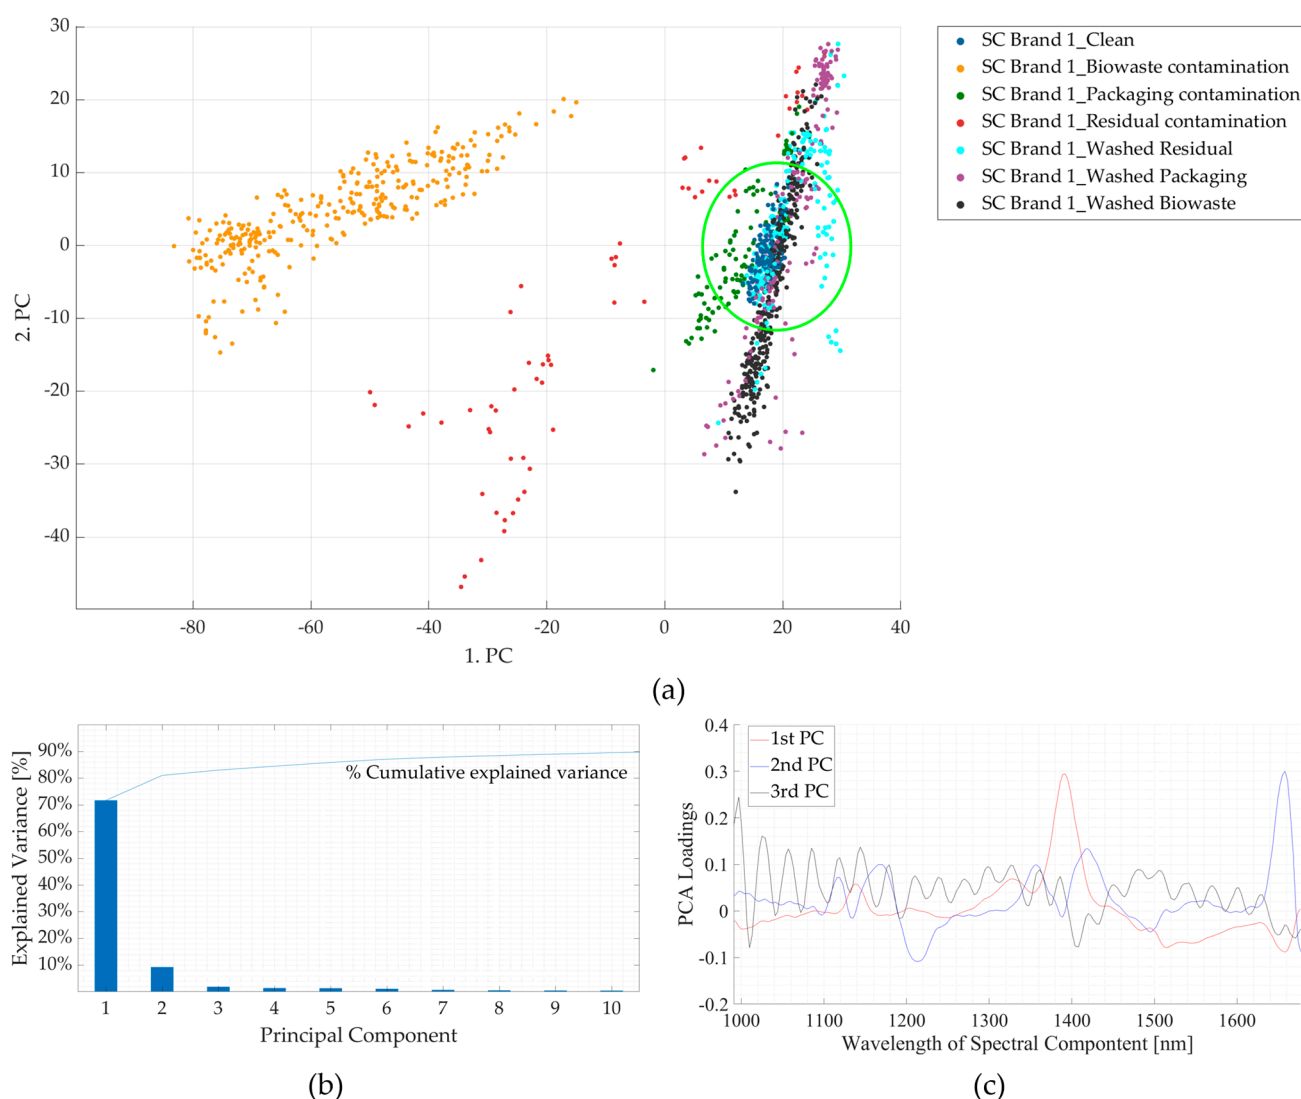 30
20
10
0
-10
-20
-30
-40
2. PC
-80
-60
-40
-20
0
20
40
1. PC
SC Brand 1_Clean
SC Brand 1_Biowaste contamination
SC Brand 1_Packaging contamination
SC Brand 1_Residual contamination
SC Brand 1_Washed Residual
SC Brand 1_Washed Packaging
SC Brand 1_Washed Biowaste
(a)
90%
80%
70%
60%
50%
40%
30%
20%
10%
Explained Variance [%]
% Cumulative explained variance
1 2 3 4 5 6 7 8 9 10
Principal Component
(b)
0.4
0.3
0.2
0.1
0
-0.1
-0.2
PCA Loadings
1st PC
2nd PC
3rd PC
1000 1100 1200 1300 1400 1500 1600
Wavelength of Spectral Compontent [nm]
(c)